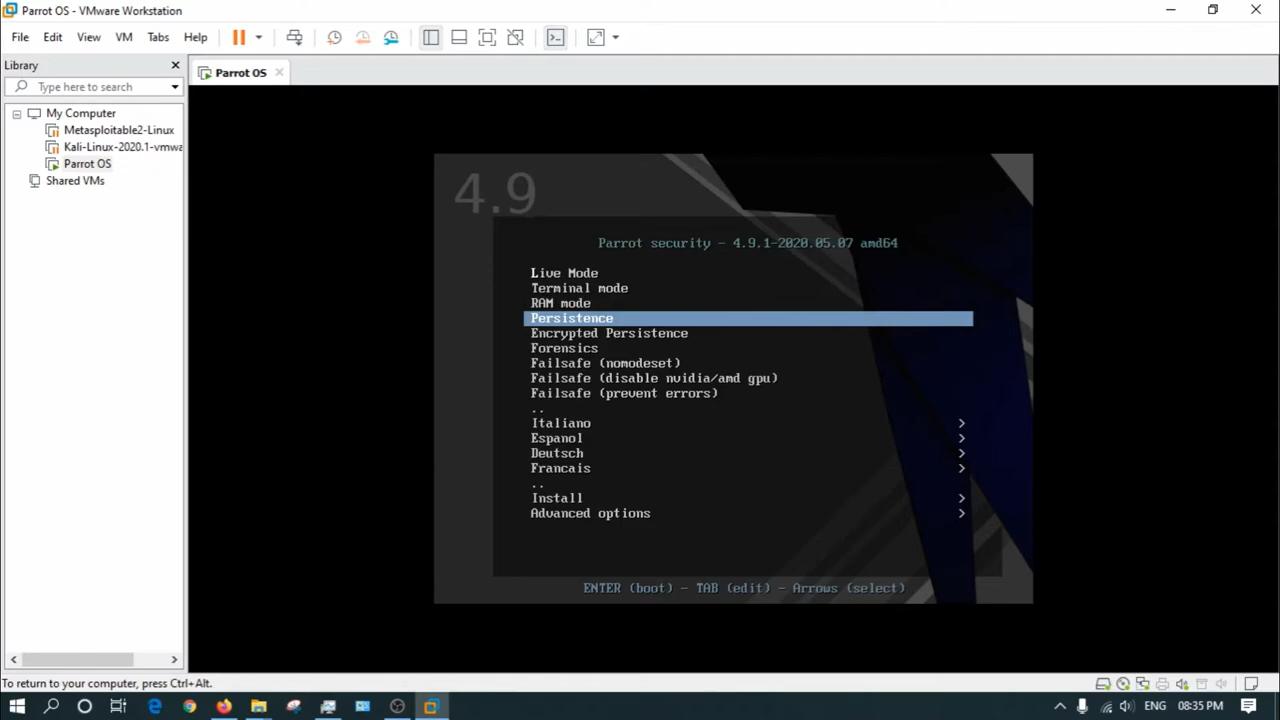 Parrot OS - VMware Workstation
File Edit View VM Tabs Help
Library
Parrot OS
Type here to search
My Computer
Metasploitable2-Linux
Kali-Linux-2020.1-vmwa
Parrot OS
Shared VMs
4.9
Parrot security - 4.9.1-2020.05.07 amd64
Live Mode
Terminal mode
RAM mode
Persistence
Encrypted Persistence
Forensics
Failsafe (nomodeset)
Failsafe (disable nvidia/amd gpu)
Failsafe (prevent errors)
..
Italiano >
Espanol >
Deutsch >
Francais >
..
Install >
Advanced options >
ENTER (boot) - TAB (edit) - Arrows (select)
To return to your computer, press Ctrl+Alt.
ENG 08:35 PM